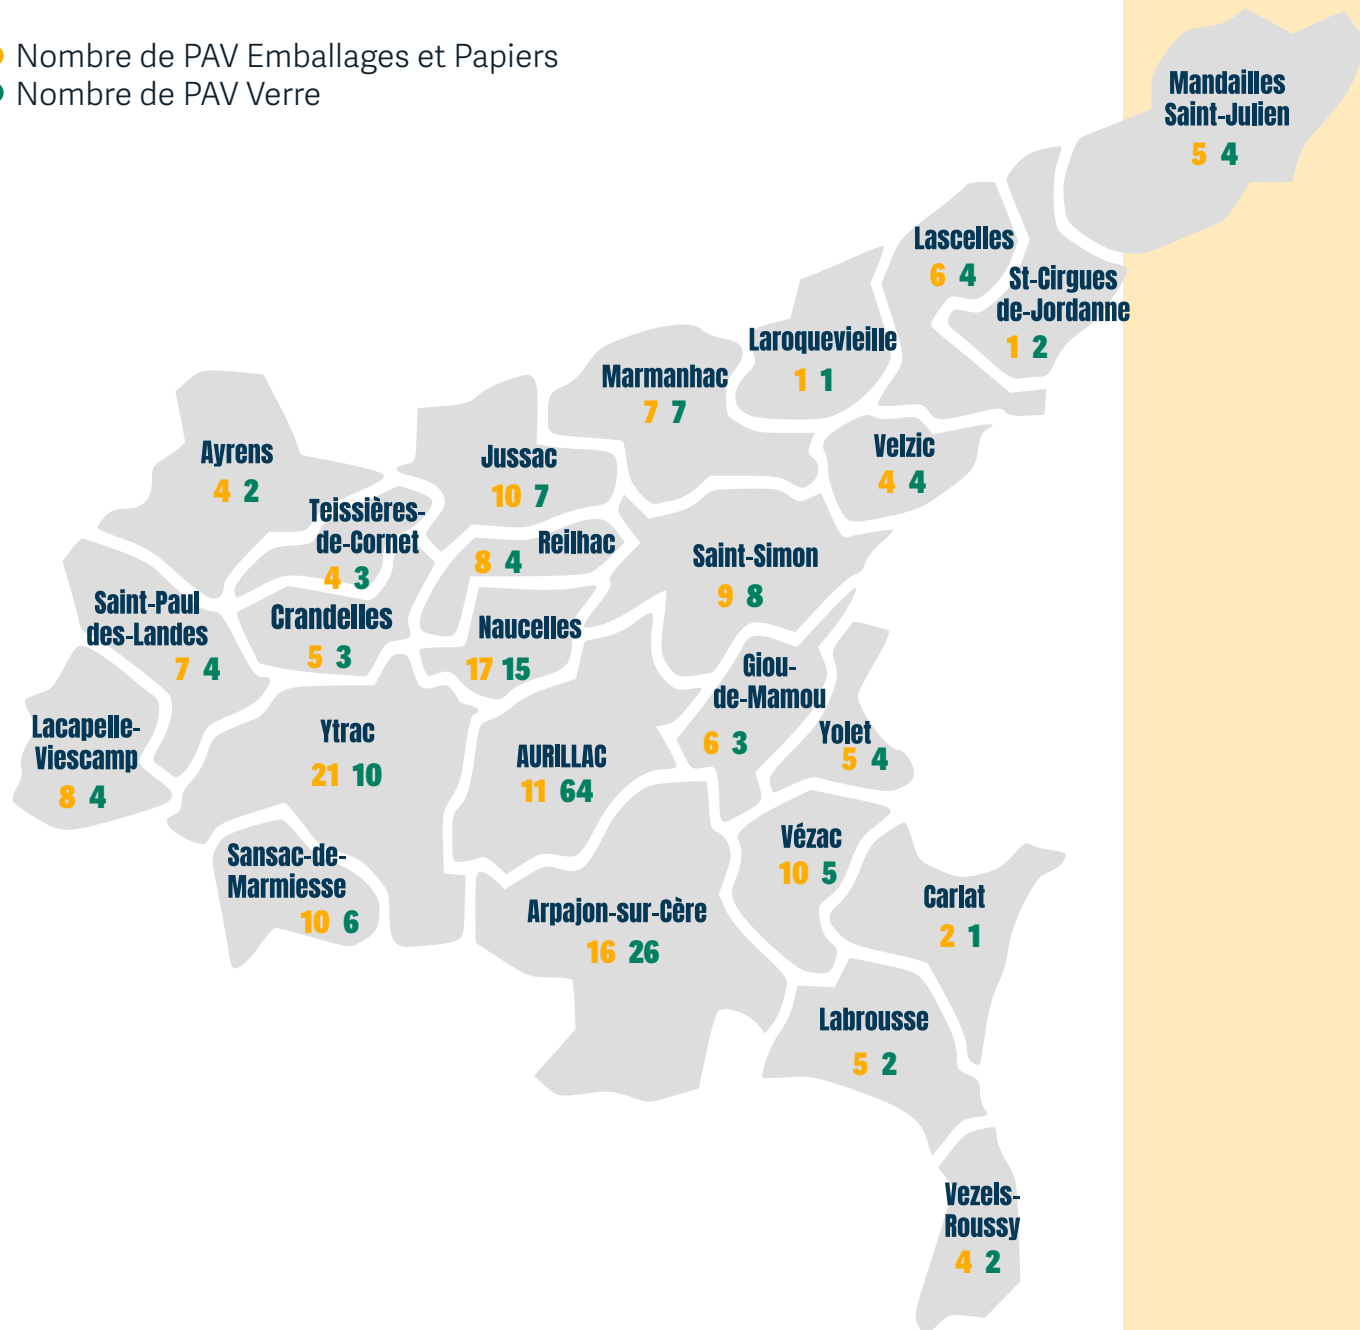 Nombre de PAV Emballages et Papiers
Nombre de PAV Verre
Mandailles
Saint-Julien
5 4
Lascelles
6 4
St-Cirgues
de-Jordanne
1 2
Laroquevieille
1 1
Marmanhac
7 7
Velzic
4 4
Ayrens
4 2
Jussac
10 7
Teissières-
de-Cornet
4 3
Reilhac
8 4
Saint-Simon
9 8
Saint-Paul
des-Landes
7 4
Crandelles
5 3
Naucelles
17 15
Giou-
de-Mamou
6 3
Lacapelle-
Viescamp
8 4
Ytrac
21 10
AURILLAC
11 64
Yolet
5 4
Sansac-de-
Marmiesse
10 6
Vézac
10 5
Arpajon-sur-Cère
16 26
Carlat
2 1
Labrousse
5 2
Vezels-
Roussy
4 2